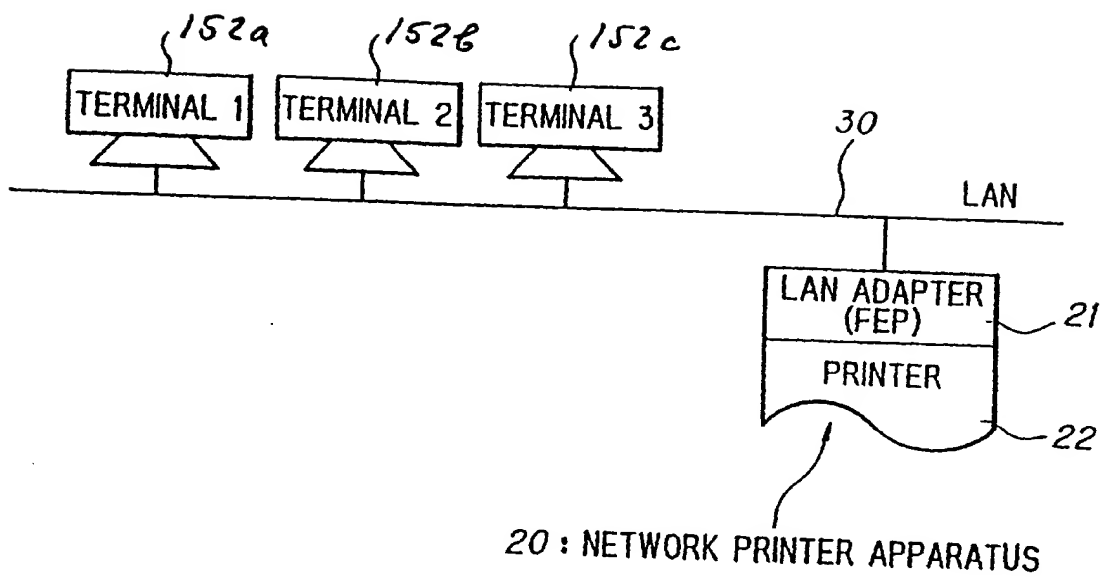 152a 152b 152c
TERMINAL 1 TERMINAL 2 TERMINAL 3
30
LAN
LAN ADAPTER
(FEP)
21
PRINTER
22
20 : NETWORK PRINTER APPARATUS